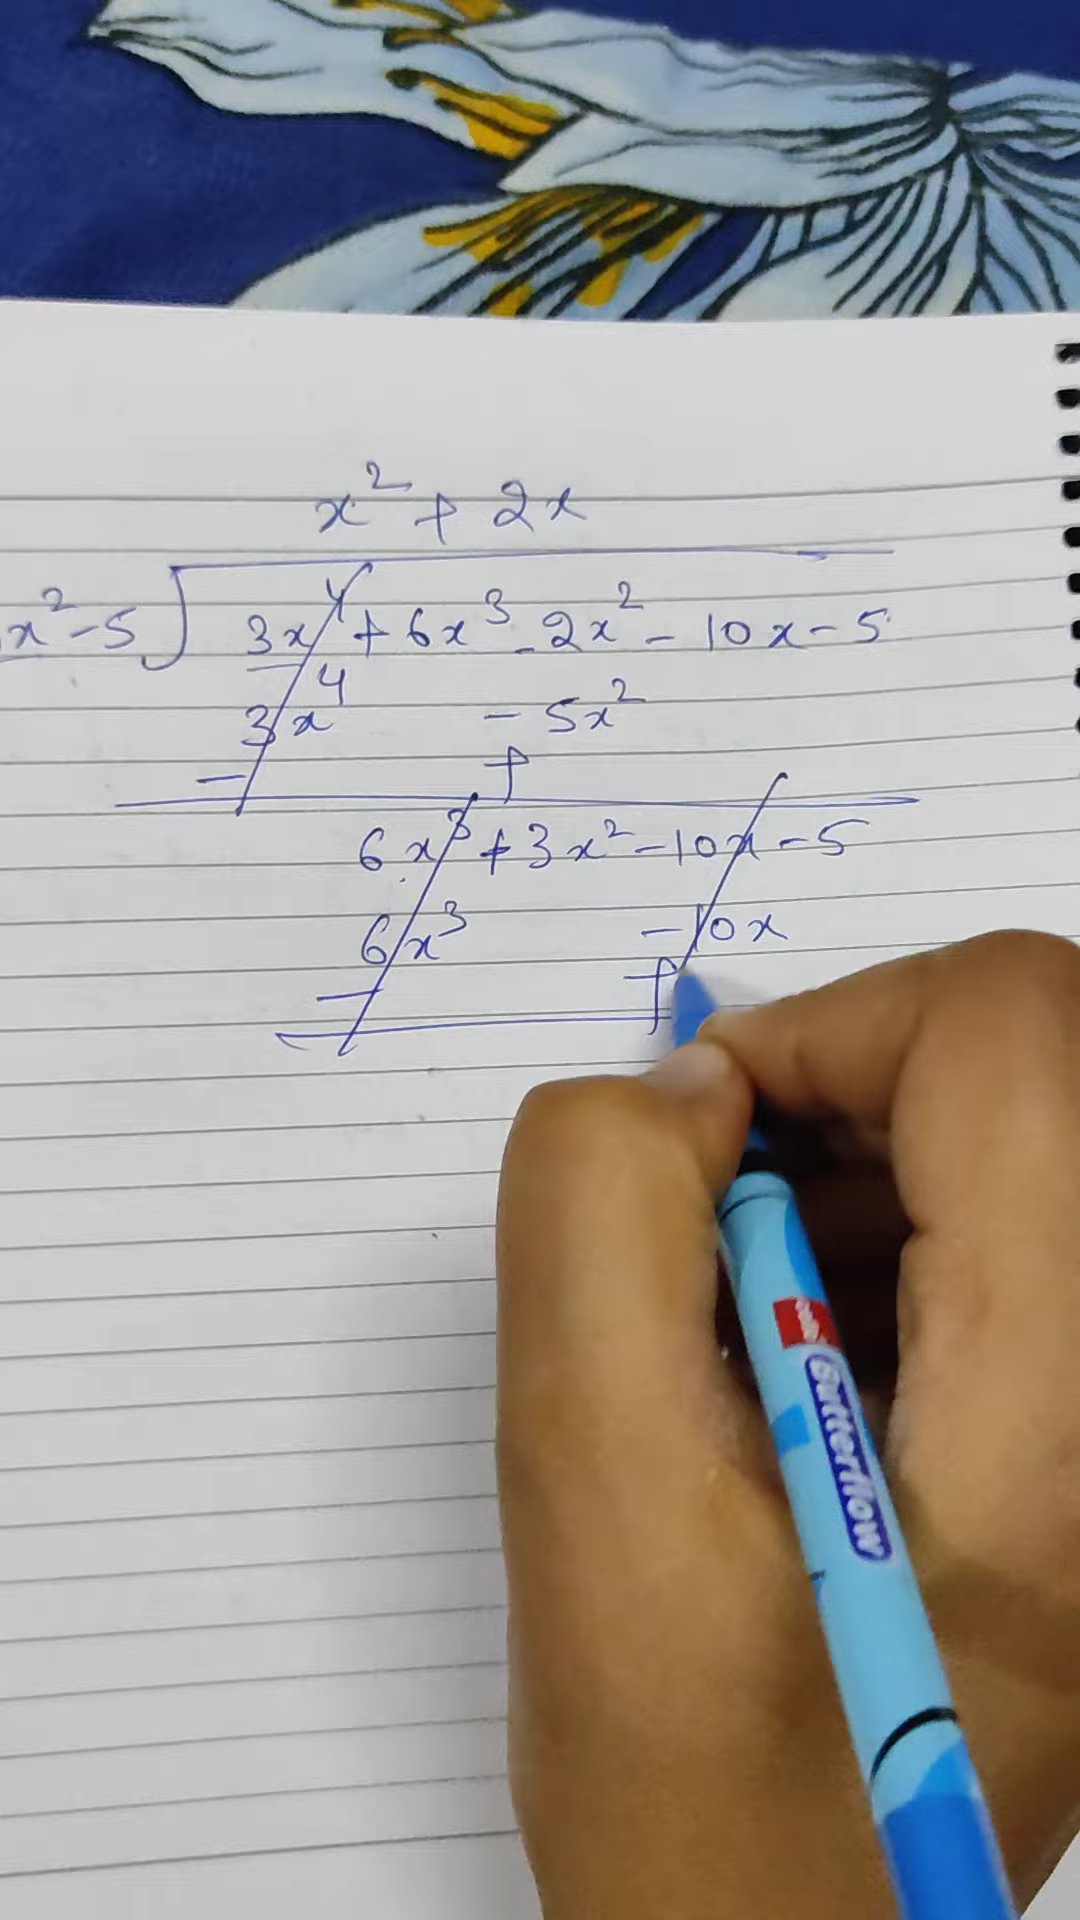 x² + 2x
x² - 5 ) 3x⁴ + 6x³ - 2x² - 10x - 5
3x⁴ - 5x²
- +
6x³ + 3x² - 10x - 5
6x³ - 10x
- +
Butterflow